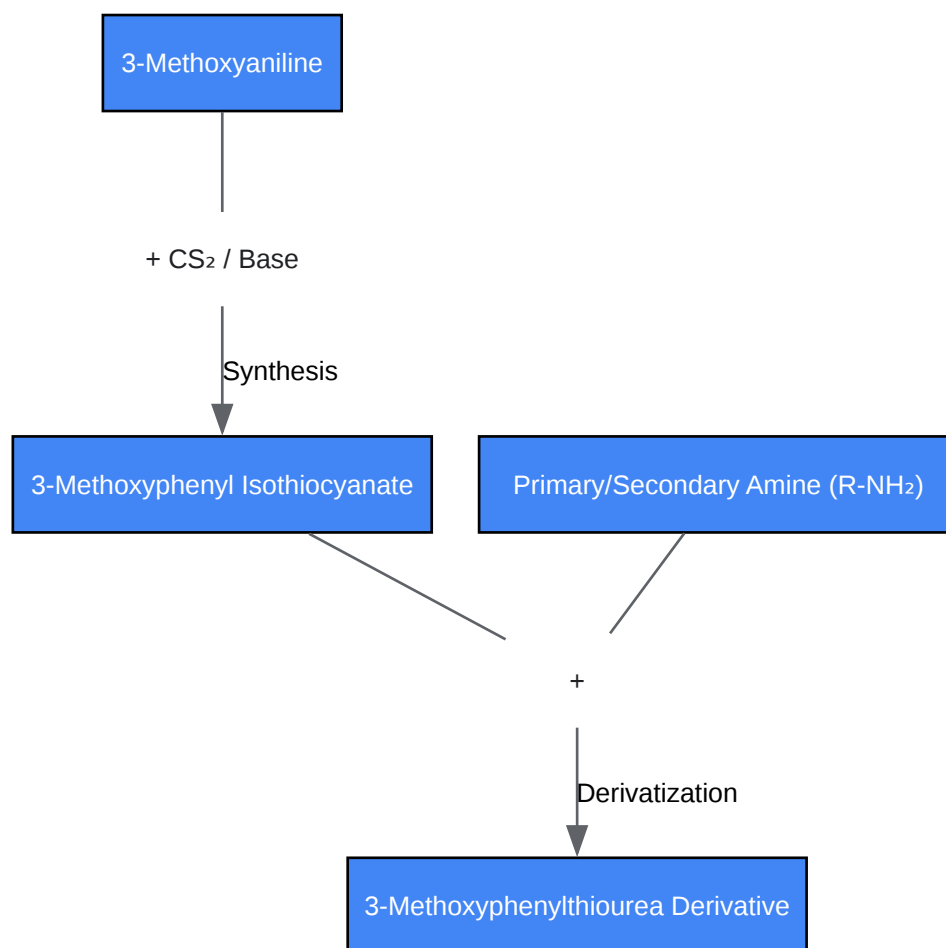 3-Methoxyaniline
+ CS₂ / Base
Synthesis
3-Methoxyphenyl Isothiocyanate
Primary/Secondary Amine (R-NH₂)
+
Derivatization
3-Methoxyphenylthiourea Derivative